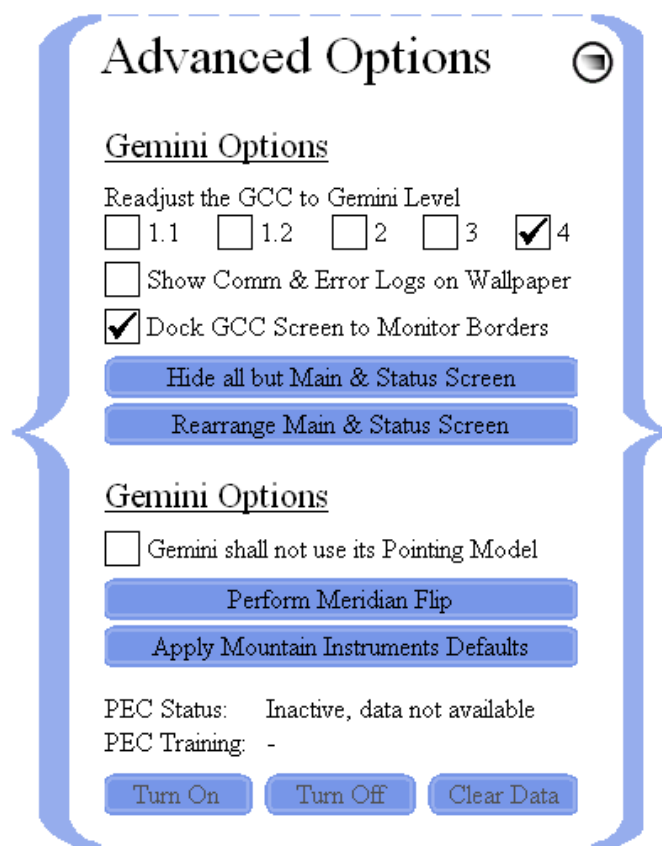 Advanced Options
Gemini Options
Readjust the GCC to Gemini Level
1.1 1.2 2 3 4
Show Comm & Error Logs on Wallpaper
Dock GCC Screen to Monitor Borders
Hide all but Main & Status Screen
Rearrange Main & Status Screen
Gemini Options
Gemini shall not use its Pointing Model
Perform Meridian Flip
Apply Mountain Instruments Defaults
PEC Status: Inactive, data not available
PEC Training: -
Turn On Turn Off Clear Data